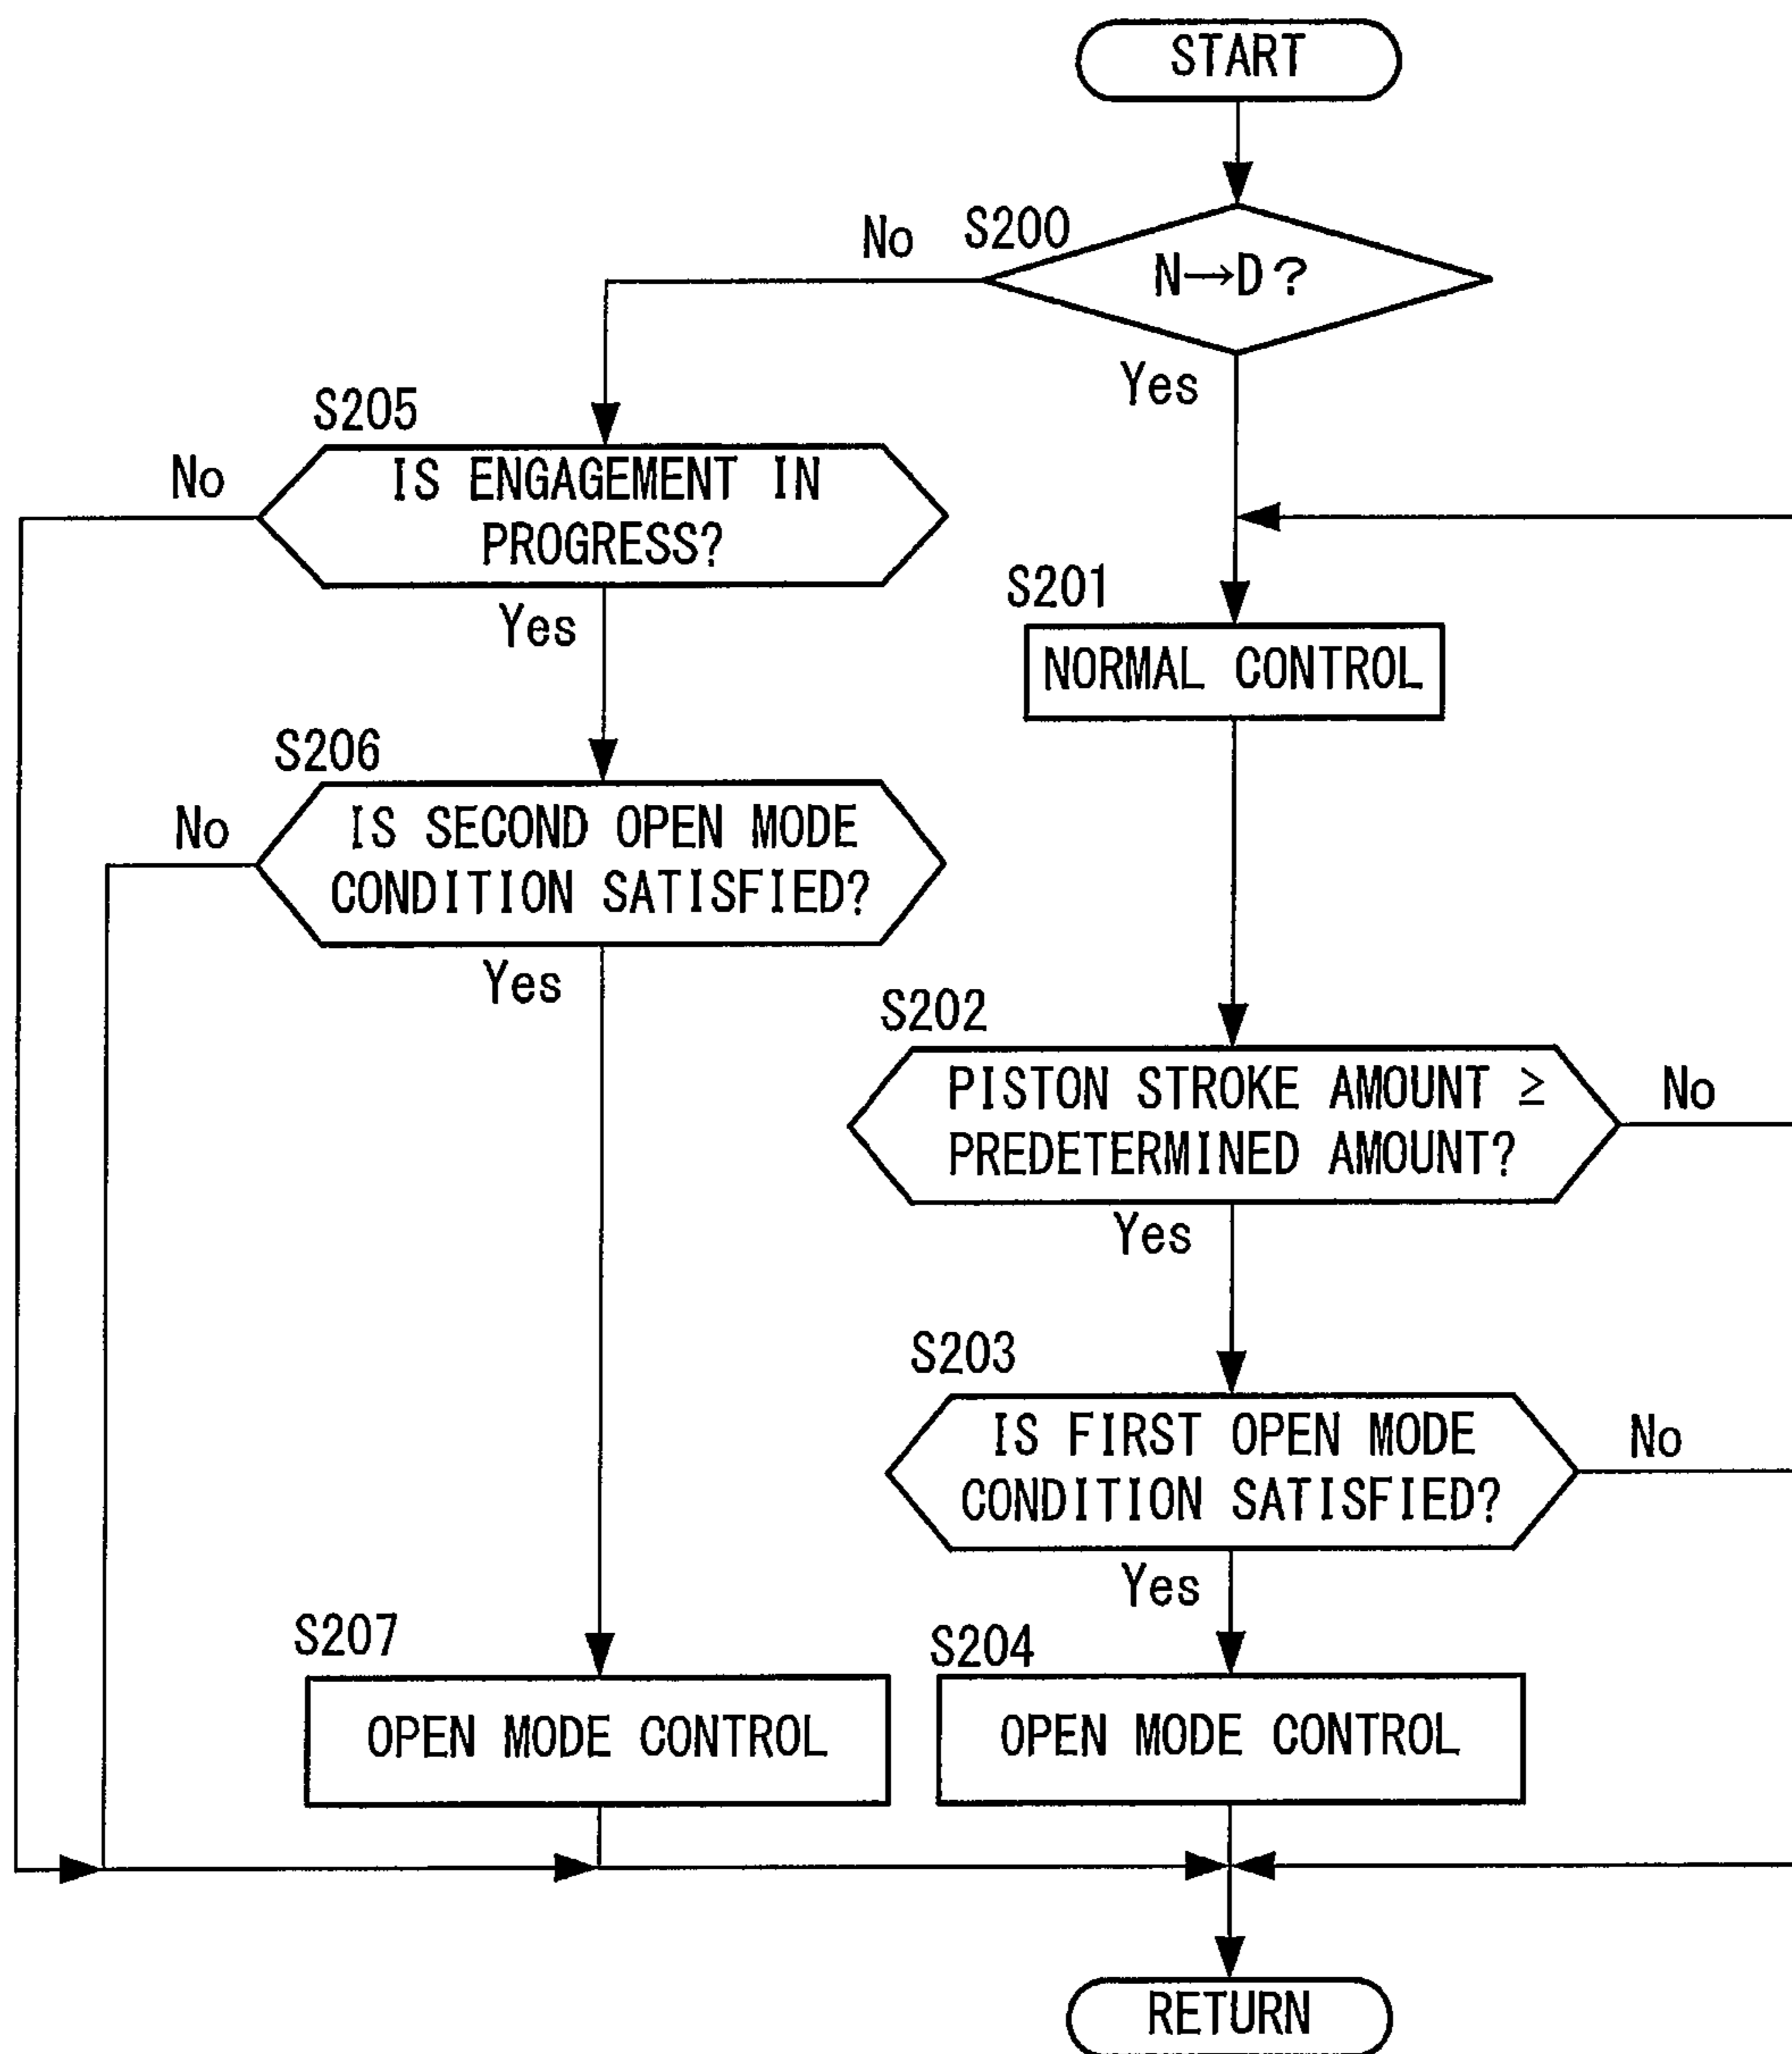 START
S200
No
N→D?
Yes
S205
No
IS ENGAGEMENT IN
PROGRESS?
Yes
S201
NORMAL CONTROL
S206
No
IS SECOND OPEN MODE
CONDITION SATISFIED?
Yes
S202
PISTON STROKE AMOUNT ≥
PREDETERMINED AMOUNT?
No
Yes
S203
IS FIRST OPEN MODE
CONDITION SATISFIED?
No
Yes
S207
OPEN MODE CONTROL
S204
OPEN MODE CONTROL
RETURN